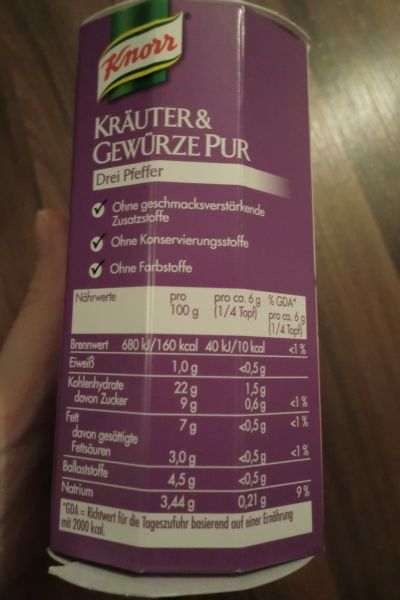 Knorr
KRÄUTER &
GEWÜRZE PUR
Drei Pfeffer
Ohne geschmacksverstärkende
Zusatzstoffe
Ohne Konservierungsstoffe
Ohne Farbstoffe
Nährwerte pro 100 g pro ca. 6 g (1/4 Topf) % GDA* pro ca. 6 g (1/4 Topf)
Brennwert 680 kJ/160 kcal 40 kJ/10 kcal <1 %
Eiweiß 1,0 g <0,5 g
Kohlenhydrate 22 g 1,5 g
davon Zucker 9 g 0,6 g <1 %
Fett 7 g <0,5 g <1 %
davon gesättigte
Fettsäuren 3,0 g <0,5 g <1 %
Ballaststoffe 4,5 g <0,5 g
Natrium 3,44 g 0,21 g 9 %
*GDA = Richtwert für die Tageszufuhr basierend auf einer Ernährung
mit 2000 kcal.